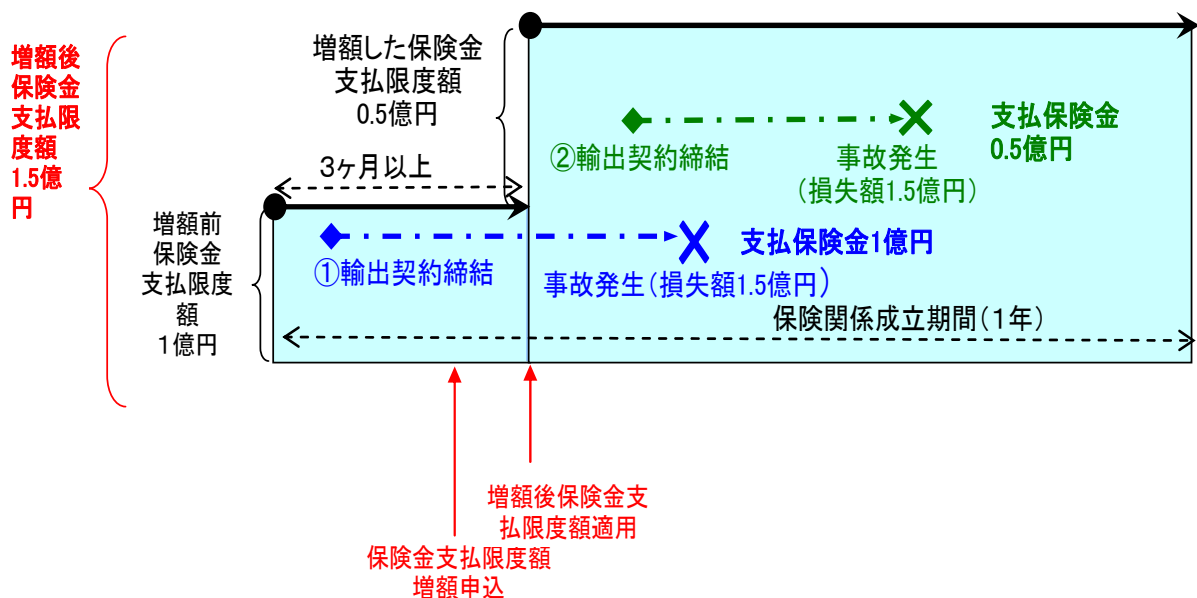 増額後
保険金
支払限
度額
1.5億
円
増額した保険金
支払限度額
0.5億円
3ヶ月以上
増額前
保険金
支払限度
額
1億円
②輸出契約締結
事故発生
(損失額1.5億円)
支払保険金
0.5億円
①輸出契約締結
事故発生(損失額1.5億円)
支払保険金1億円
保険関係成立期間(1年)
増額後保険金支
払限度額適用
保険金支払限度額
増額申込